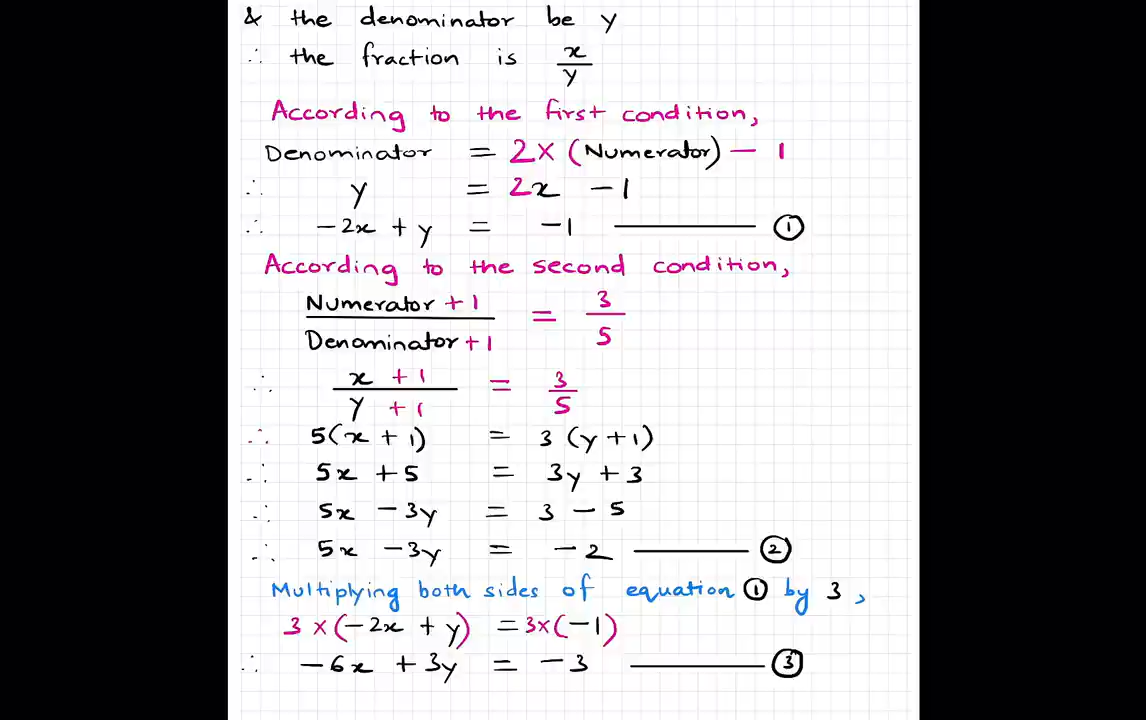 & the denominator be y
∴ the fraction is x/y
According to the first condition,
Denominator = 2 × (Numerator) − 1
∴ y = 2x − 1
∴ −2x + y = −1 ——— ①
According to the second condition,
Numerator + 1 / Denominator + 1 = 3/5
∴ x + 1 / y + 1 = 3/5
∴ 5(x + 1) = 3 (y + 1)
∴ 5x + 5 = 3y + 3
∴ 5x − 3y = 3 − 5
∴ 5x − 3y = −2 ——— ②
Multiplying both sides of equation ① by 3,
3 × (−2x + y) = 3 × (−1)
∴ −6x + 3y = −3 ——— ③